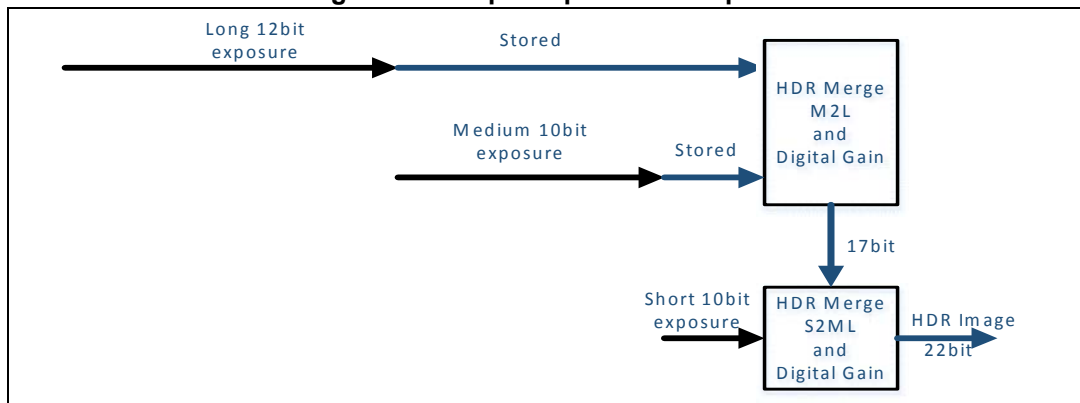 Long 12bit
exposure
Stored
HDR Merge
M2L
and
Digital Gain
Medium 10bit
exposure
Stored
17bit
Short 10bit
exposure
HDR Merge
S2ML
and
Digital Gain
HDR Image
22bit